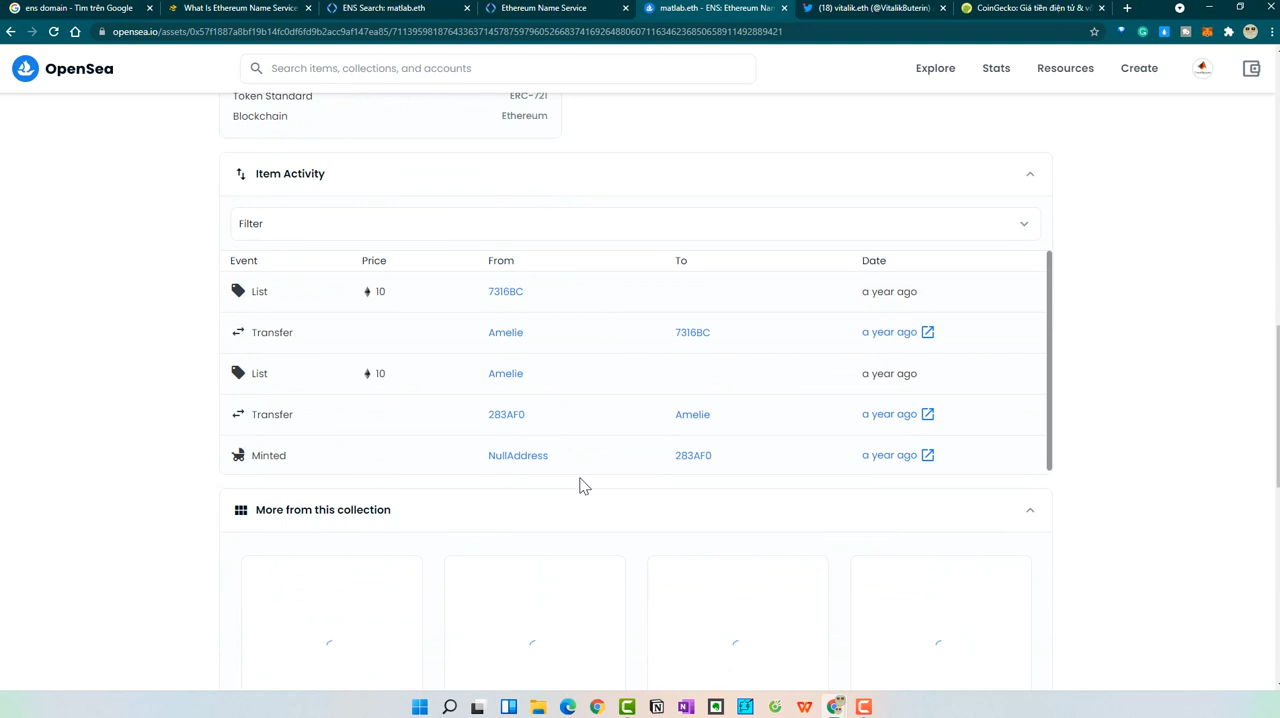 ens domain - Tìm trên Google
What Is Ethereum Name Service
ENS Search: matlab.eth
Ethereum Name Service
matlab.eth - ENS: Ethereum Nam
(18) vitalik.eth (@VitalikButerin)
CoinGecko: Giá tiền điện tử & vố
opensea.io/assets/0x57f1887a8bf19b14fc0df6fd9b2acc9af147ea85/7113959818764336371457875979605266837416926488060711634623685065891149288942​1
OpenSea
Search items, collections, and accounts
Explore
Stats
Resources
Create
Token Standard ERC-721
Blockchain Ethereum
Item Activity
Filter
Event Price From To Date
List 10 7316BC a year ago
Transfer Amelie 7316BC a year ago
List 10 Amelie a year ago
Transfer 283AF0 Amelie a year ago
Minted NullAddress 283AF0 a year ago
More from this collection